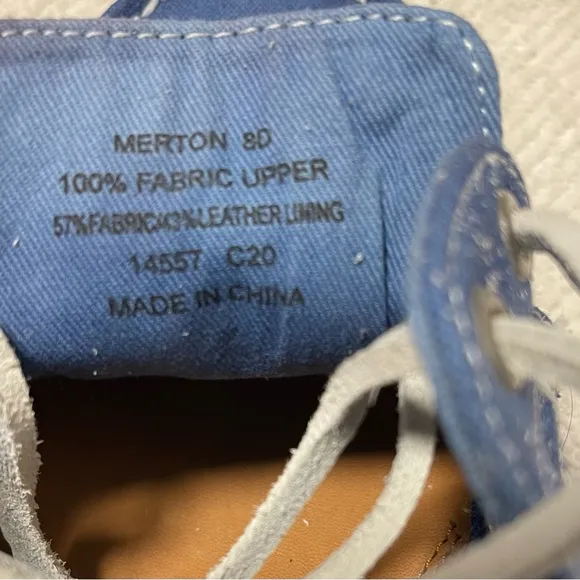 MERTON 8D
100% FABRIC UPPER
57%FABRIC/43%LEATHER LINING
14557 C20
MADE IN CHINA